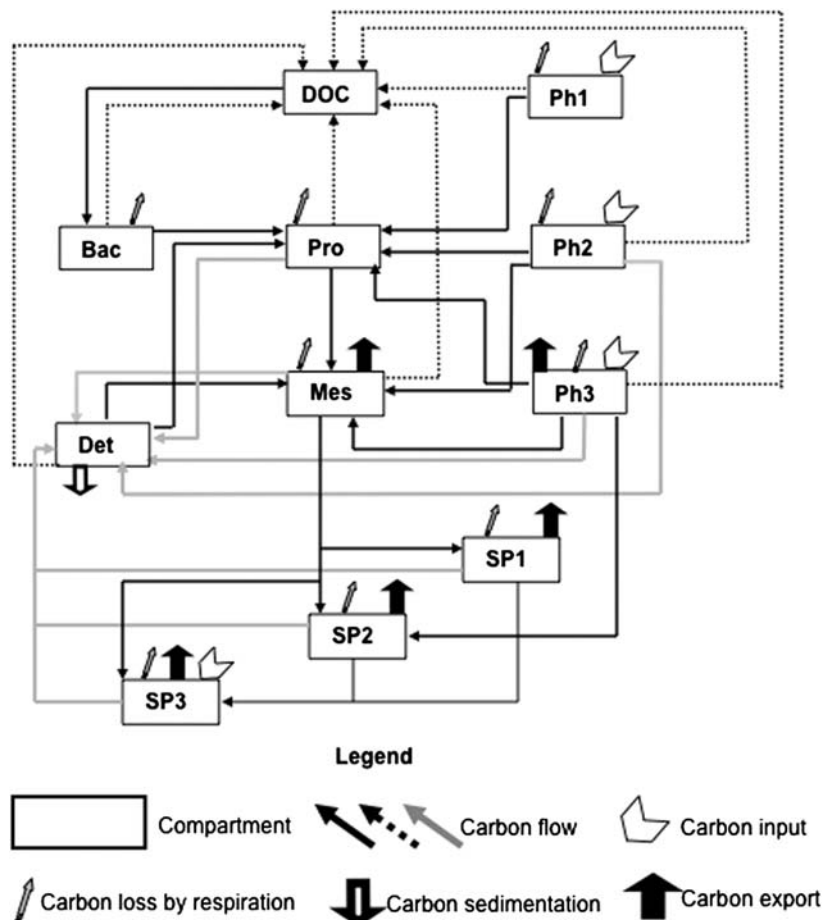 DOC
Ph1
Bac
Pro
Ph2
Mes
Ph3
Det
SP1
SP2
SP3
Legend
Compartment
Carbon flow
Carbon input
Carbon loss by respiration
Carbon sedimentation
Carbon export